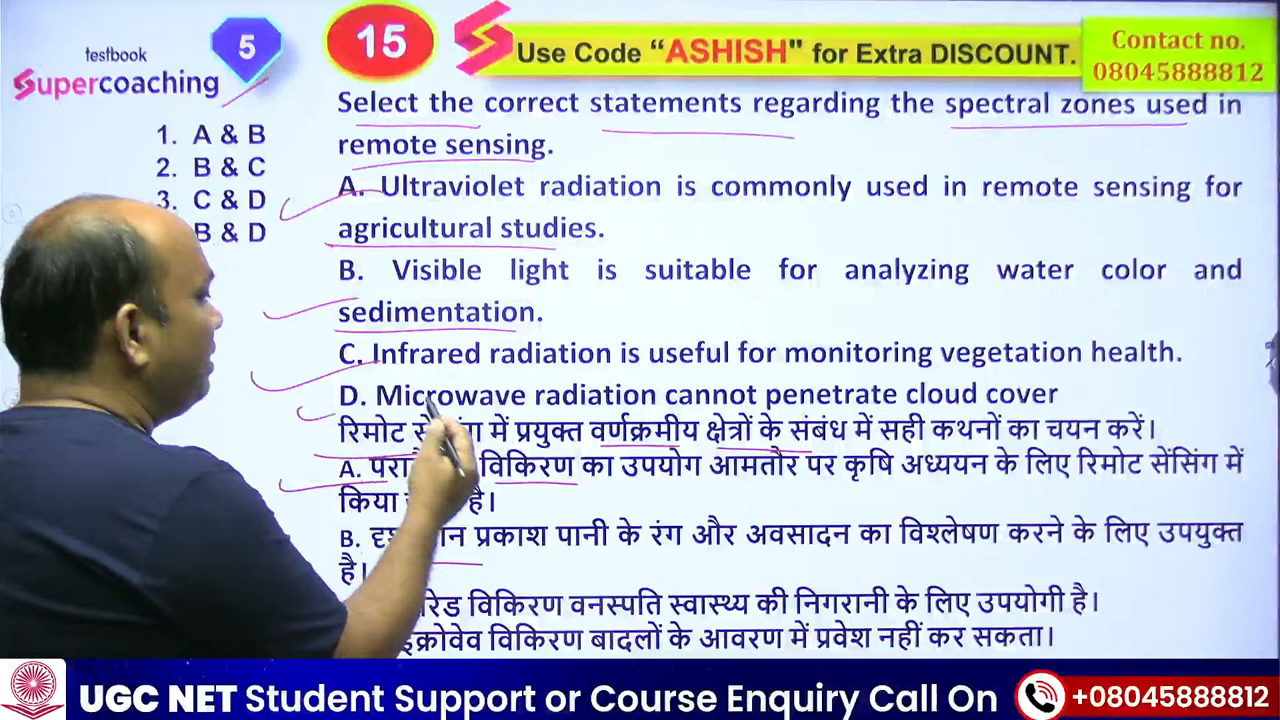 testbook
Supercoaching
5
15
Use Code “ASHISH" for Extra DISCOUNT.
Contact no.
08045888812
1. A & B
2. B & C
3. C & D
B & D
Select the correct statements regarding the spectral zones used in
remote sensing.
A. Ultraviolet radiation is commonly used in remote sensing for
agricultural studies.
B. Visible light is suitable for analyzing water color and
sedimentation.
C. Infrared radiation is useful for monitoring vegetation health.
D. Microwave radiation cannot penetrate cloud cover
रिमोट में प्रयुक्त वर्णक्रमीय क्षेत्रों के संबंध में सही कथनों का चयन करें।
A. विकिरण का उपयोग आमतौर पर कृषि अध्ययन के लिए रिमोट सेंसिंग में
किया है।
B. प्रकाश पानी के रंग और अवसादन का विश्लेषण करने के लिए उपयुक्त
है।
विकिरण वनस्पति स्वास्थ्य की निगरानी के लिए उपयोगी है।
विकिरण बादलों के आवरण में प्रवेश नहीं कर सकता।
UGC NET Student Support or Course Enquiry Call On
+08045888812